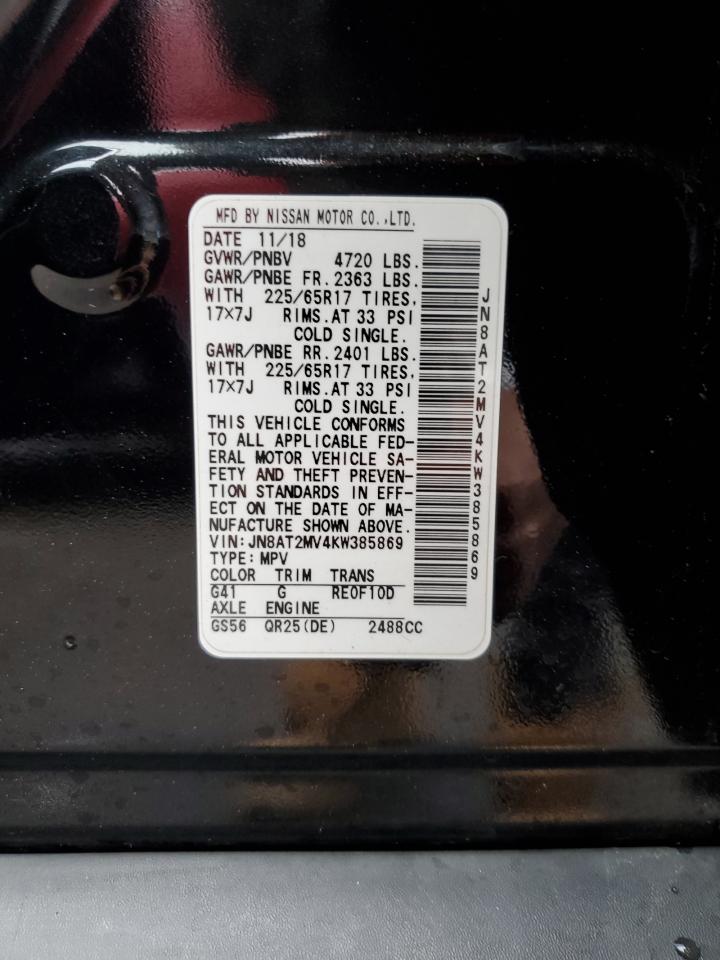 MFD BY NISSAN MOTOR CO.,LTD.
DATE 11/18
GVWR/PNBV 4720 LBS.
GAWR/PNBE FR. 2363 LBS.
WITH 225/65R17 TIRES,
17×7J RIMS.AT 33 PSI
COLD SINGLE.
GAWR/PNBE RR. 2401 LBS.
WITH 225/65R17 TIRES,
17×7J RIMS.AT 33 PSI
COLD SINGLE.
THIS VEHICLE CONFORMS
TO ALL APPLICABLE FED-
ERAL MOTOR VEHICLE SA-
FETY AND THEFT PREVEN-
TION STANDARDS IN EFF-
ECT ON THE DATE OF MA-
NUFACTURE SHOWN ABOVE.
VIN:JN8AT2MV4KW385869
TYPE:MPV
COLOR TRIM TRANS
G41 G RE0F10D
AXLE ENGINE
GS56 QR25(DE) 2488CC
JN8AT2MV4KW385869